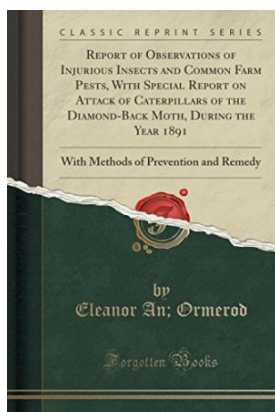 CLASSIC REPRINT SERIES
REPORT OF OBSERVATIONS OF
INJURIOUS INSECTS AND COMMON FARM
PESTS, WITH SPECIAL REPORT ON
ATTACK OF CATERPILLARS OF THE
DIAMOND-BACK MOTH, DURING THE
YEAR 1891
With Methods of Prevention and Remedy
by
Eleanor An; Ormerod
Forgotten Books